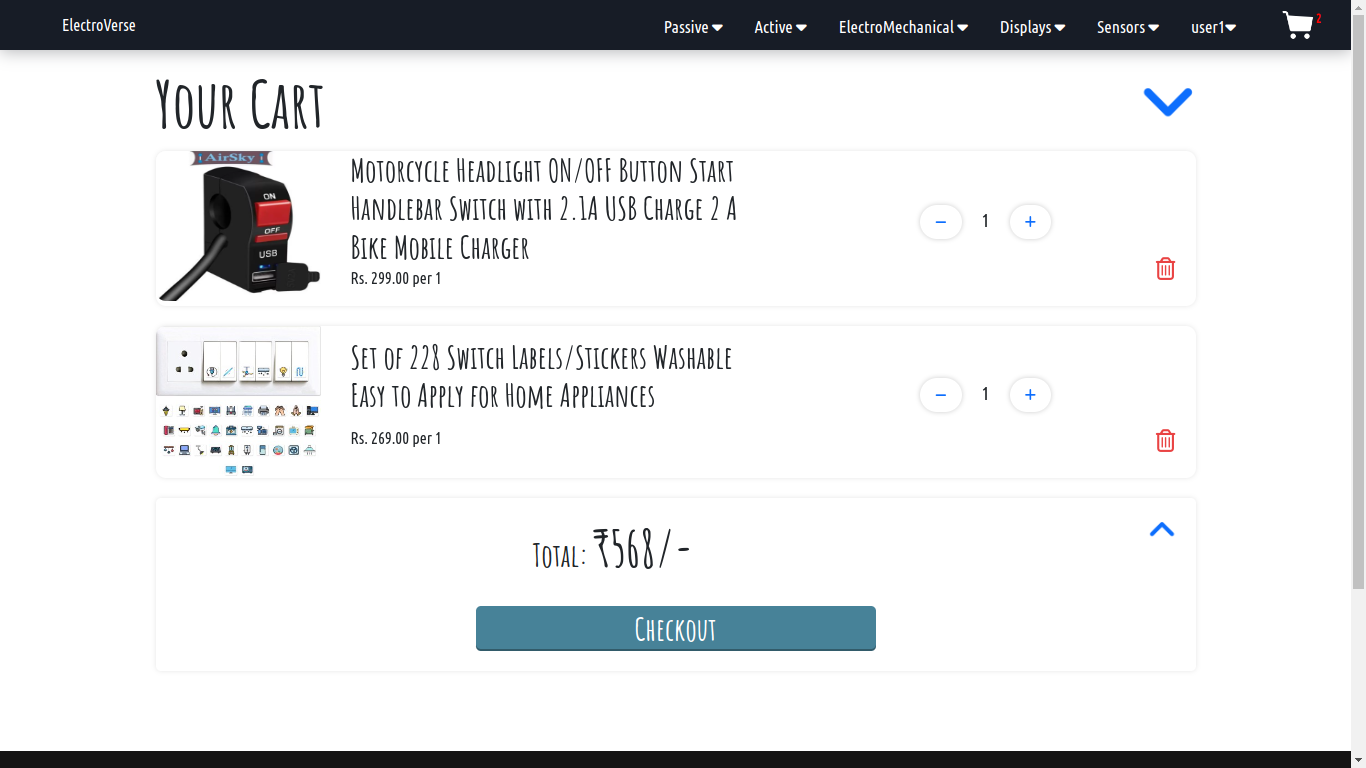 ElectroVerse
Passive
Active
ElectroMechanical
Displays
Sensors
user1
2
Your Cart
AirSky
ON
OFF
USB
Motorcycle Headlight ON/OFF Button Start
Handlebar Switch with 2.1A USB Charge 2 A
Bike Mobile Charger
Rs. 299.00 per 1
− 1 +
Set of 228 Switch Labels/Stickers Washable
Easy to Apply for Home Appliances
Rs. 269.00 per 1
− 1 +
Total: ₹568/-
Checkout